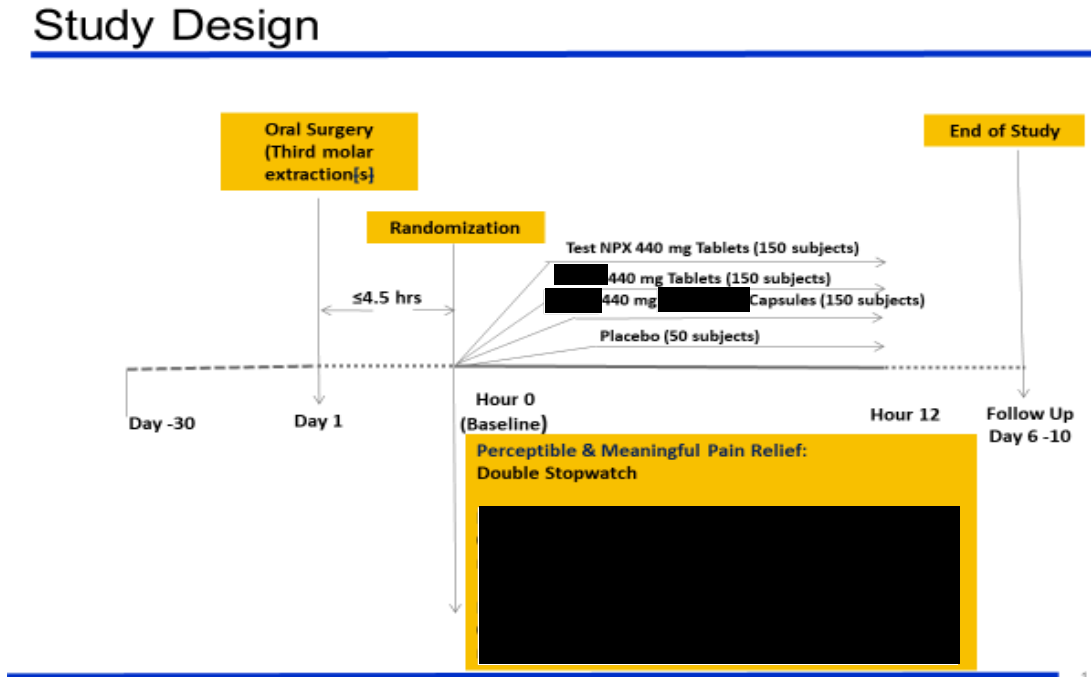 Study Design
Oral Surgery
(Third molar
extraction[s}
End of Study
Randomization
Test NPX 440 mg Tablets (150 subjects)
440 mg Tablets (150 subjects)
≤4.5 hrs
440 mg Capsules (150 subjects)
Placebo (50 subjects)
Day -30
Day 1
Hour 0
(Baseline)
Hour 12
Follow Up
Day 6 -10
Perceptible & Meaningful Pain Relief:
Double Stopwatch